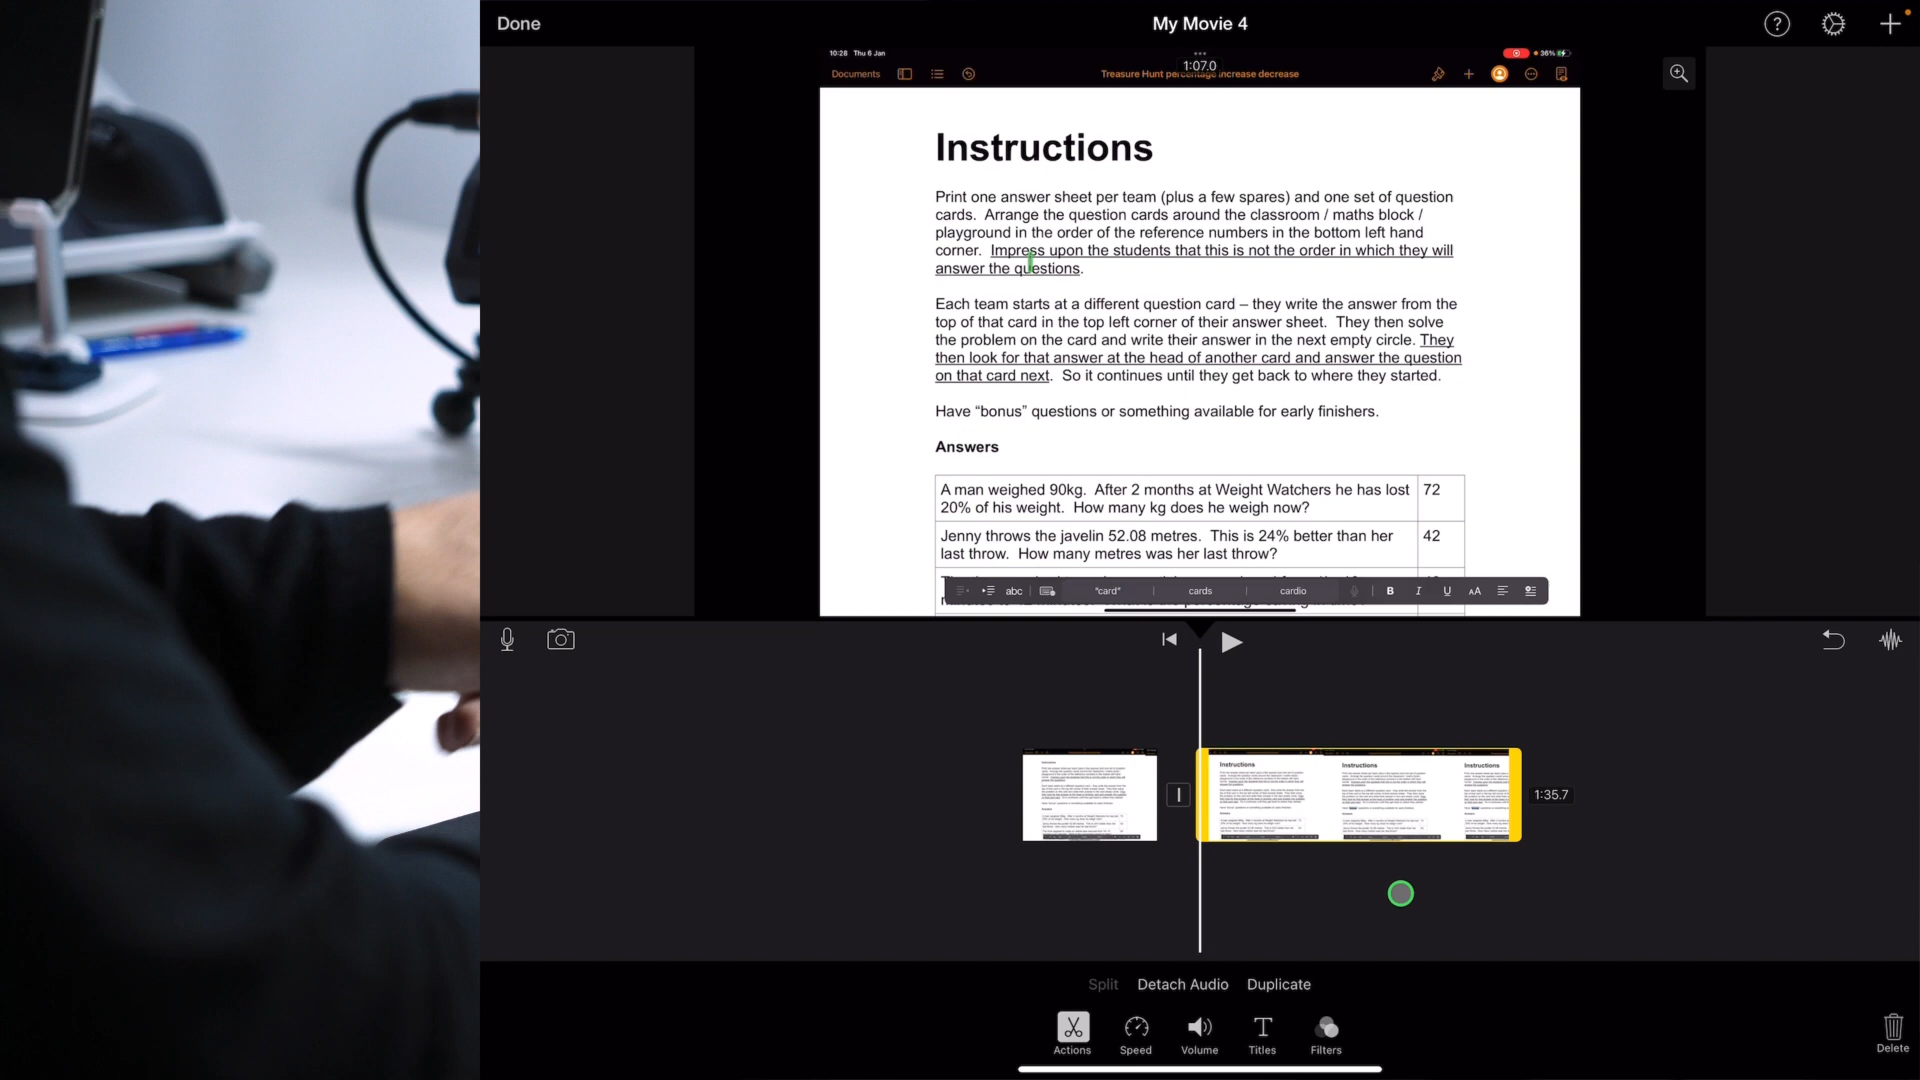 Done
My Movie 4
10:28 Thu 6 Jan
1:07.0
36%
Documents
Treasure Hunt percentage increase decrease
Instructions
Print one answer sheet per team (plus a few spares) and one set of question
cards. Arrange the question cards around the classroom / maths block /
playground in the order of the reference numbers in the bottom left hand
corner. Impress upon the students that this is not the order in which they will
answer the questions.
Each team starts at a different question card – they write the answer from the
top of that card in the top left corner of their answer sheet. They then solve
the problem on the card and write their answer in the next empty circle. They
then look for that answer at the head of another card and answer the question
on that card next. So it continues until they get back to where they started.
Have “bonus” questions or something available for early finishers.
Answers
A man weighed 90kg. After 2 months at Weight Watchers he has lost 72
20% of his weight. How many kg does he weigh now?
Jenny throws the javelin 52.08 metres. This is 24% better than her 42
last throw. How many metres was her last throw?
abc "card" cards cardio B I U AA
Instructions
Instructions
Instructions
1:35.7
Split Detach Audio Duplicate
Actions Speed Volume Titles Filters
Delete